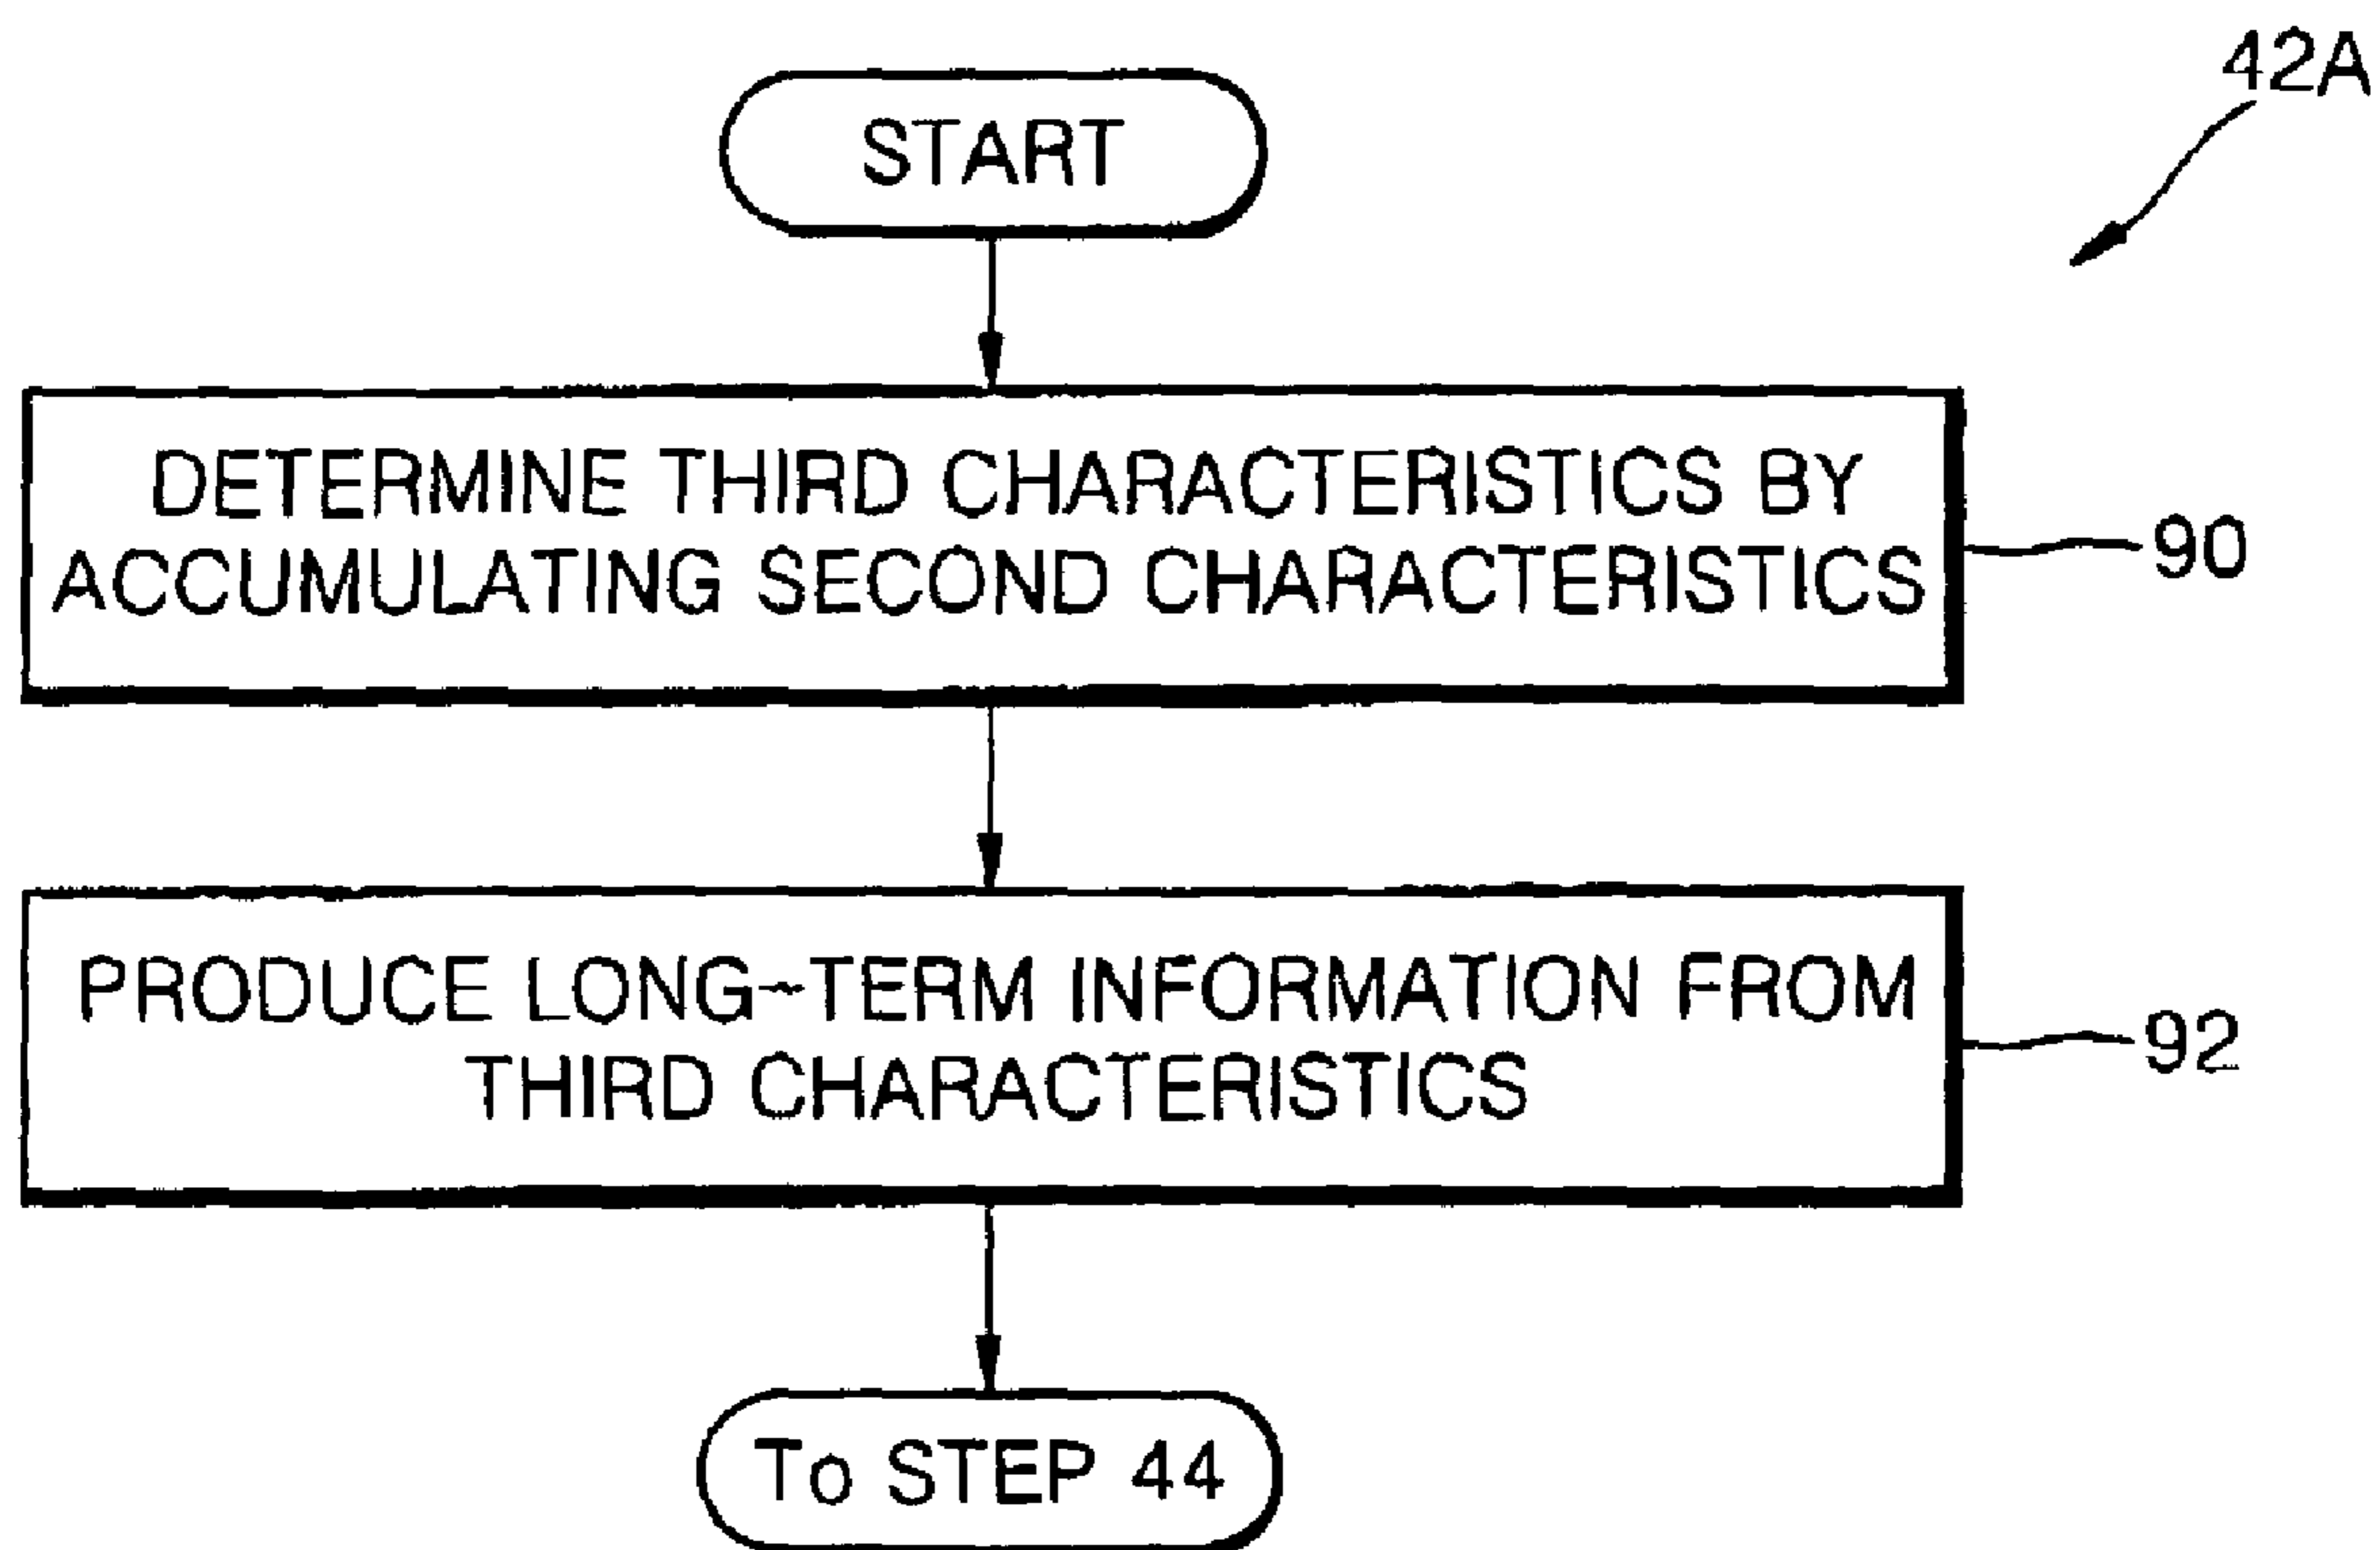 42A
START
DETERMINE THIRD CHARACTERISTICS BY
ACCUMULATING SECOND CHARACTERISTICS
90
PRODUCE LONG~TERM INFORMATION FROM
THIRD CHARACTERISTICS
92
To STEP 44